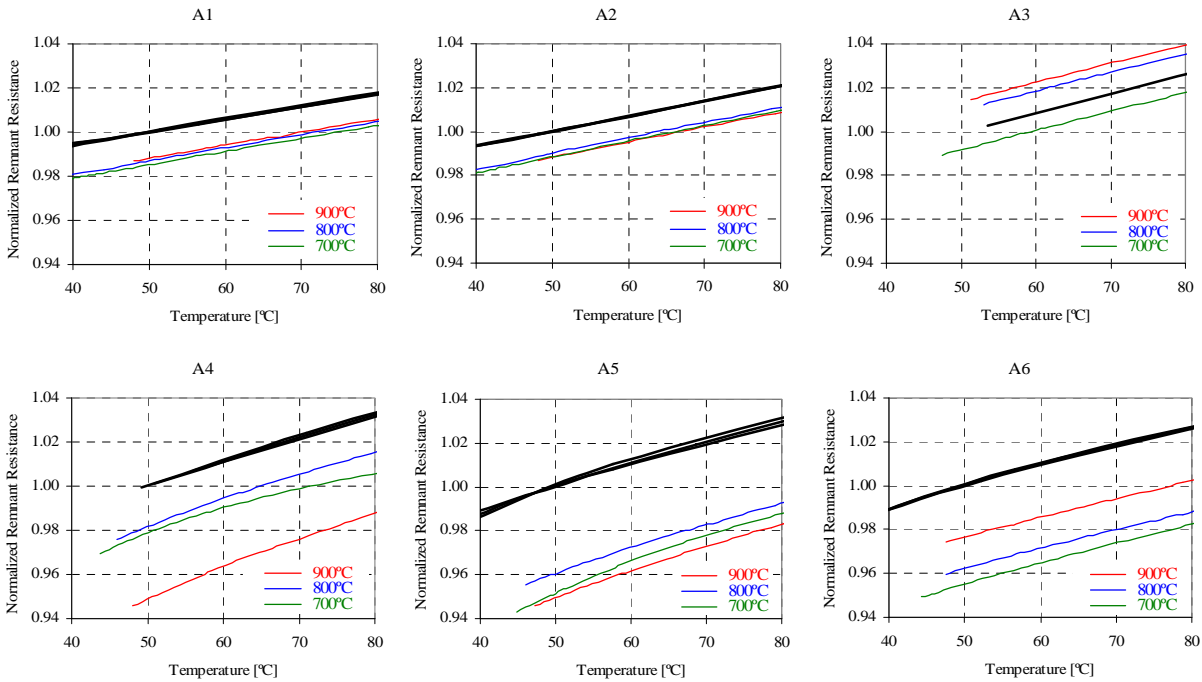 A1
Normalized Remnant Resistance
1.04
1.02
1.00
0.98
0.96
0.94
900ºC
800ºC
700ºC
40 50 60 70 80
Temperature [ºC]
A2
Normalized Remnant Resistance
1.04
1.02
1.00
0.98
0.96
0.94
900ºC
800ºC
700ºC
40 50 60 70 80
Temperature [ºC]
A3
Normalized Remnant Resistance
1.04
1.02
1.00
0.98
0.96
0.94
900ºC
800ºC
700ºC
40 50 60 70 80
Temperature [ºC]
A4
Normalized Remnant Resistance
1.04
1.02
1.00
0.98
0.96
0.94
900ºC
800ºC
700ºC
40 50 60 70 80
Temperature [ºC]
A5
Normalized Remnant Resistance
1.04
1.02
1.00
0.98
0.96
0.94
900ºC
800ºC
700ºC
40 50 60 70 80
Temperature [ºC]
A6
Normalized Remnant Resistance
1.04
1.02
1.00
0.98
0.96
0.94
900ºC
800ºC
700ºC
40 50 60 70 80
Temperature [ºC]